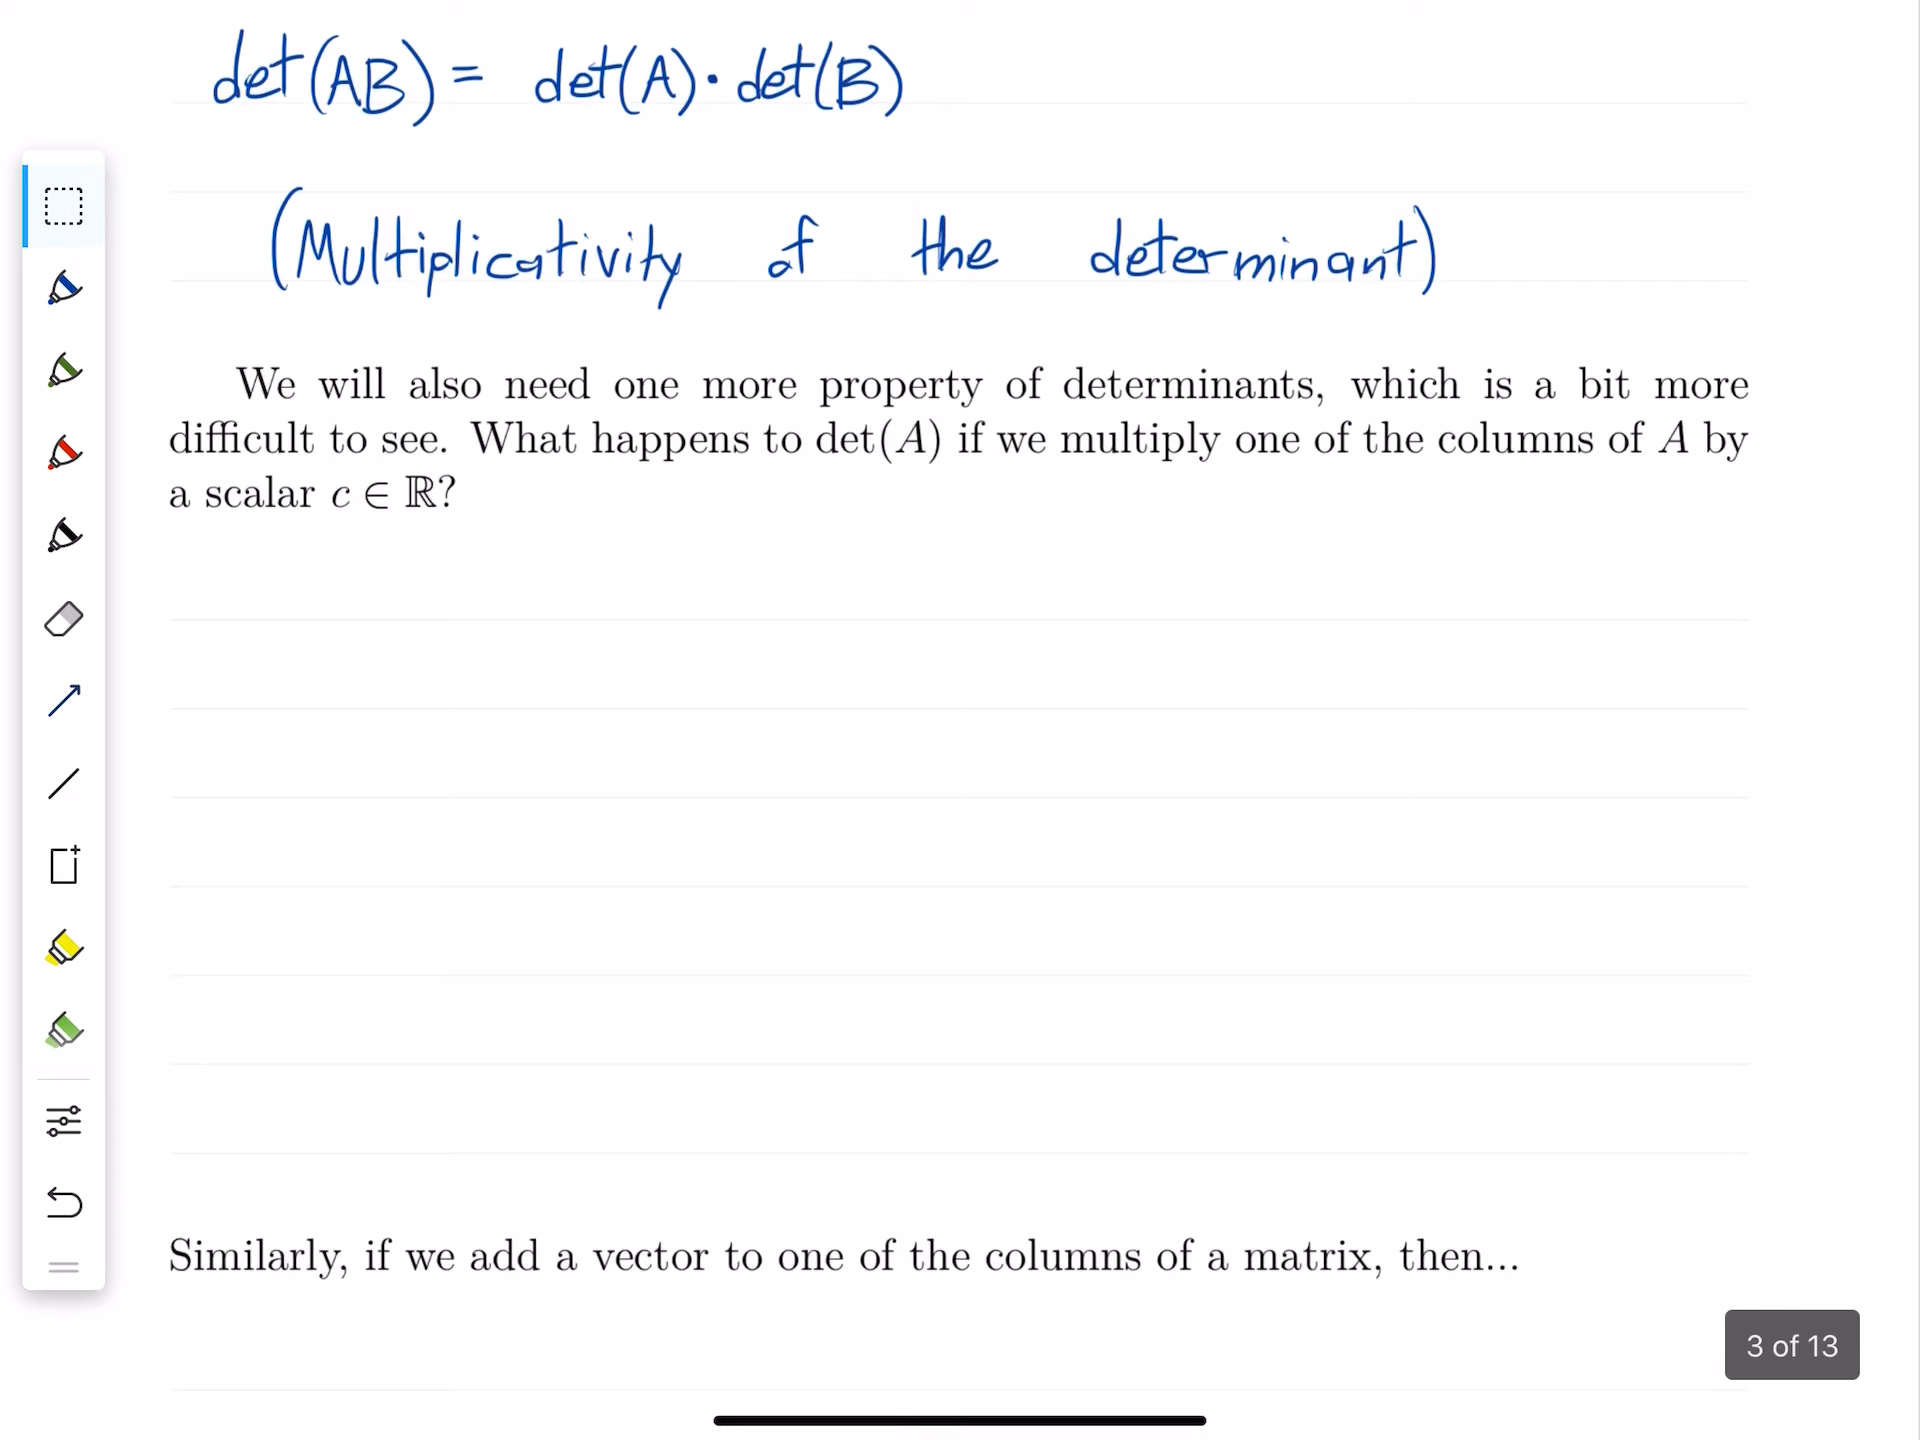 det(AB) = det(A) · det(B)
(Multiplicativity of the determinant)
We will also need one more property of determinants, which is a bit more
difficult to see. What happens to det(A) if we multiply one of the columns of A by
a scalar c ∈ ℝ?
Similarly, if we add a vector to one of the columns of a matrix, then...
3 of 13